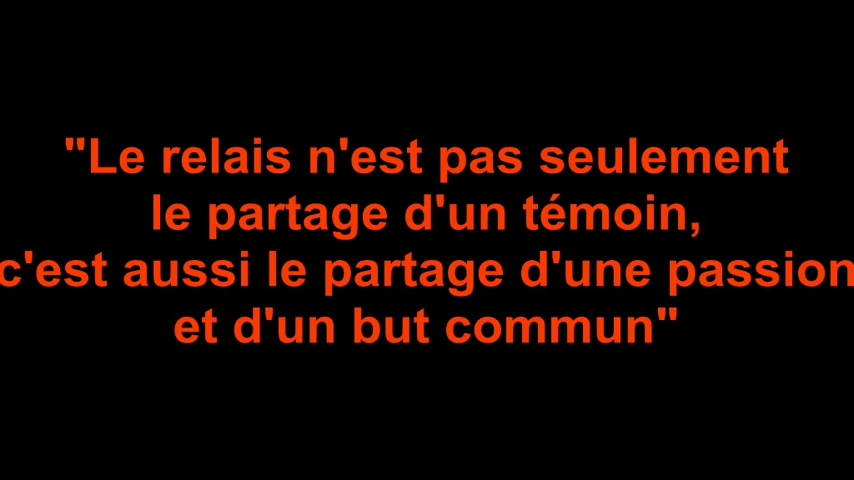 "Le relais n'est pas seulement
le partage d'un témoin,
c'est aussi le partage d'une passion
et d'un but commun"